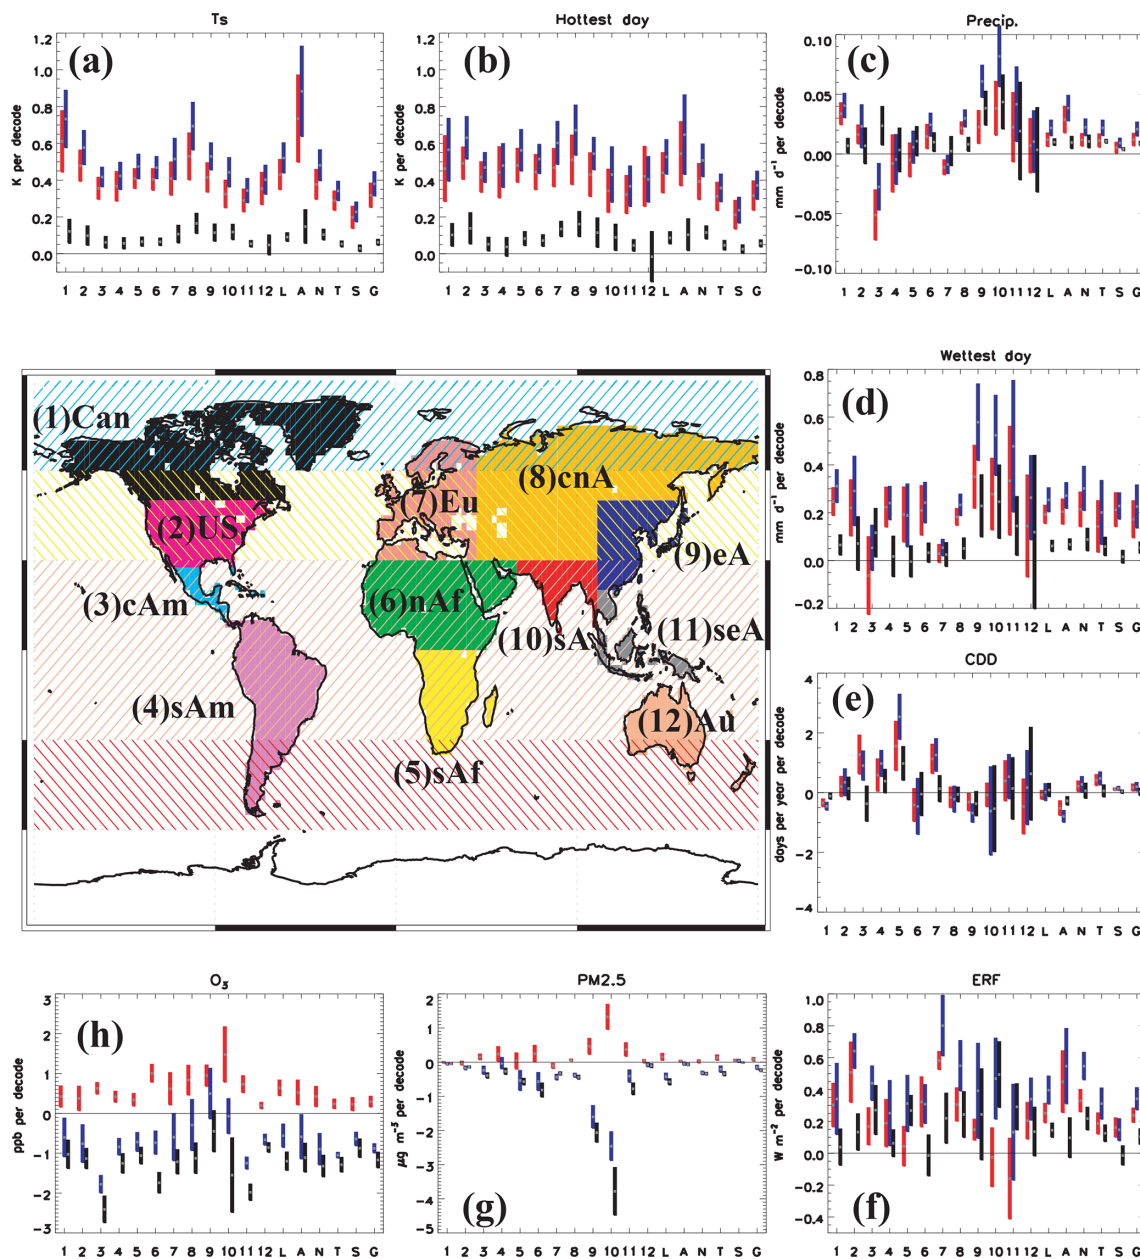 Ts
(a)
K per decade
1.2
1.0
0.8
0.6
0.4
0.2
0.0
1 2 3 4 5 6 7 8 9 10 11 12 L A N T S G
Hottest day
(b)
K per decade
1.2
1.0
0.8
0.6
0.4
0.2
0.0
1 2 3 4 5 6 7 8 9 10 11 12 L A N T S G
Precip.
(c)
mm d⁻¹ per decade
0.10
0.05
0.00
−0.05
−0.10
1 2 3 4 5 6 7 8 9 10 11 12 L A N T S G
(1)Can
(2)US
(3)cAm
(4)sAm
(5)sAf
(6)nAf
(7)Eu
(8)cnA
(9)eA
(10)sA
(11)seA
(12)Au
Wettest day
(d)
mm d⁻¹ per decade
0.8
0.6
0.4
0.2
0.0
−0.2
1 2 3 4 5 6 7 8 9 10 11 12 L A N T S G
CDD
(e)
days per year per decade
4
2
0
−2
−4
1 2 3 4 5 6 7 8 9 10 11 12 L A N T S G
O₃
(h)
ppb per decade
3
2
1
0
−1
−2
−3
1 2 3 4 5 6 7 8 9 10 11 12 L A N T S G
PM2.5
(g)
μg m⁻³ per decade
2
1
0
−1
−2
−3
−4
−5
1 2 3 4 5 6 7 8 9 10 11 12 L A N T S G
ERF
(f)
W m⁻² per decade
1.0
0.8
0.6
0.4
0.2
0.0
−0.2
−0.4
1 2 3 4 5 6 7 8 9 10 11 12 L A N T S G